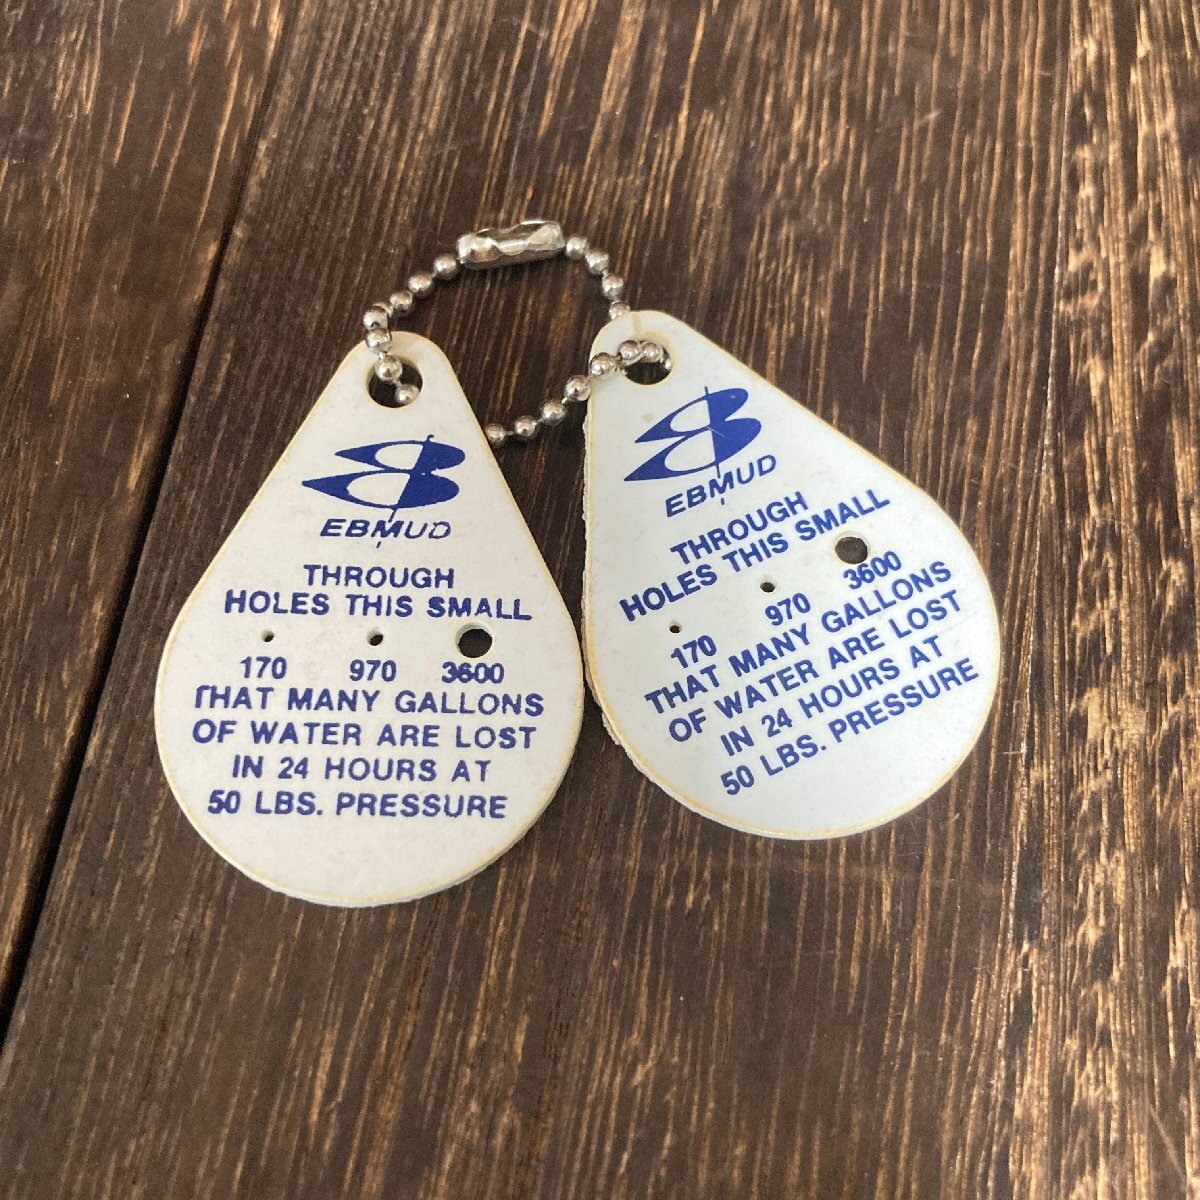 EBMUD
THROUGH
HOLES THIS SMALL
170 970 3600
THAT MANY GALLONS
OF WATER ARE LOST
IN 24 HOURS AT
50 LBS. PRESSURE
EBMUD
THROUGH
HOLES THIS SMALL
170 970 3600
THAT MANY GALLONS
OF WATER ARE LOST
IN 24 HOURS AT
50 LBS. PRESSURE